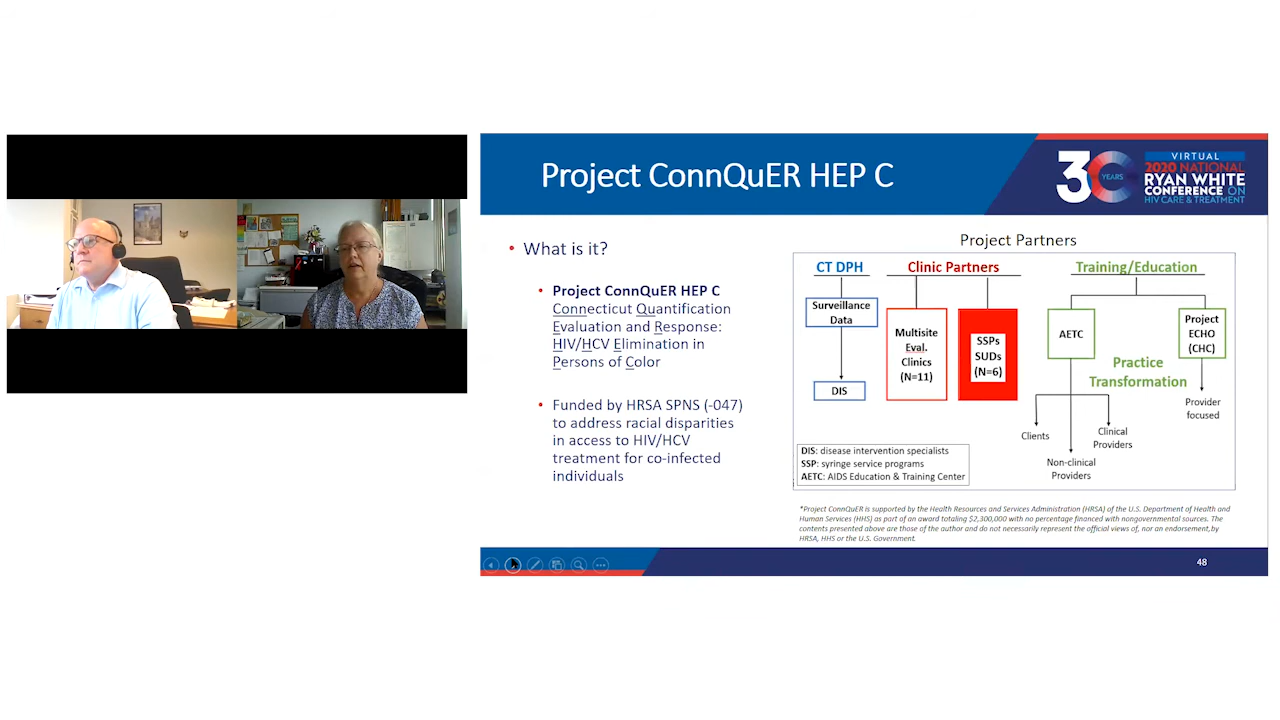 Project ConnQuER HEP C
30
YEARS
VIRTUAL
2020 NATIONAL
RYAN WHITE
CONFERENCE ON
HIV CARE & TREATMENT
• What is it?
• Project ConnQuER HEP C
Connecticut Quantification
Evaluation and Response:
HIV/HCV Elimination in
Persons of Color
• Funded by HRSA SPNS (-047)
to address racial disparities
in access to HIV/HCV
treatment for co-infected
individuals
Project Partners
CT DPH
Surveillance
Data
DIS
Clinic Partners
Multisite
Eval.
Clinics
(N=11)
SSPs
SUDs
(N=6)
Training/Education
AETC
Project
ECHO
(CHC)
Practice
Transformation
Provider
focused
Clients
Clinical
Providers
Non-clinical
Providers
DIS: disease intervention specialists
SSP: syringe service programs
AETC: AIDS Education & Training Center
*Project ConnQuER is supported by the Health Resources and Services Administration (HRSA) of the U.S. Department of Health and
Human Services (HHS) as part of an award totaling $2,300,000 with no percentage financed with nongovernmental sources. The
contents presented above are those of the author and do not necessarily represent the official views of, nor an endorsement,by
HRSA, HHS or the U.S. Government.
48